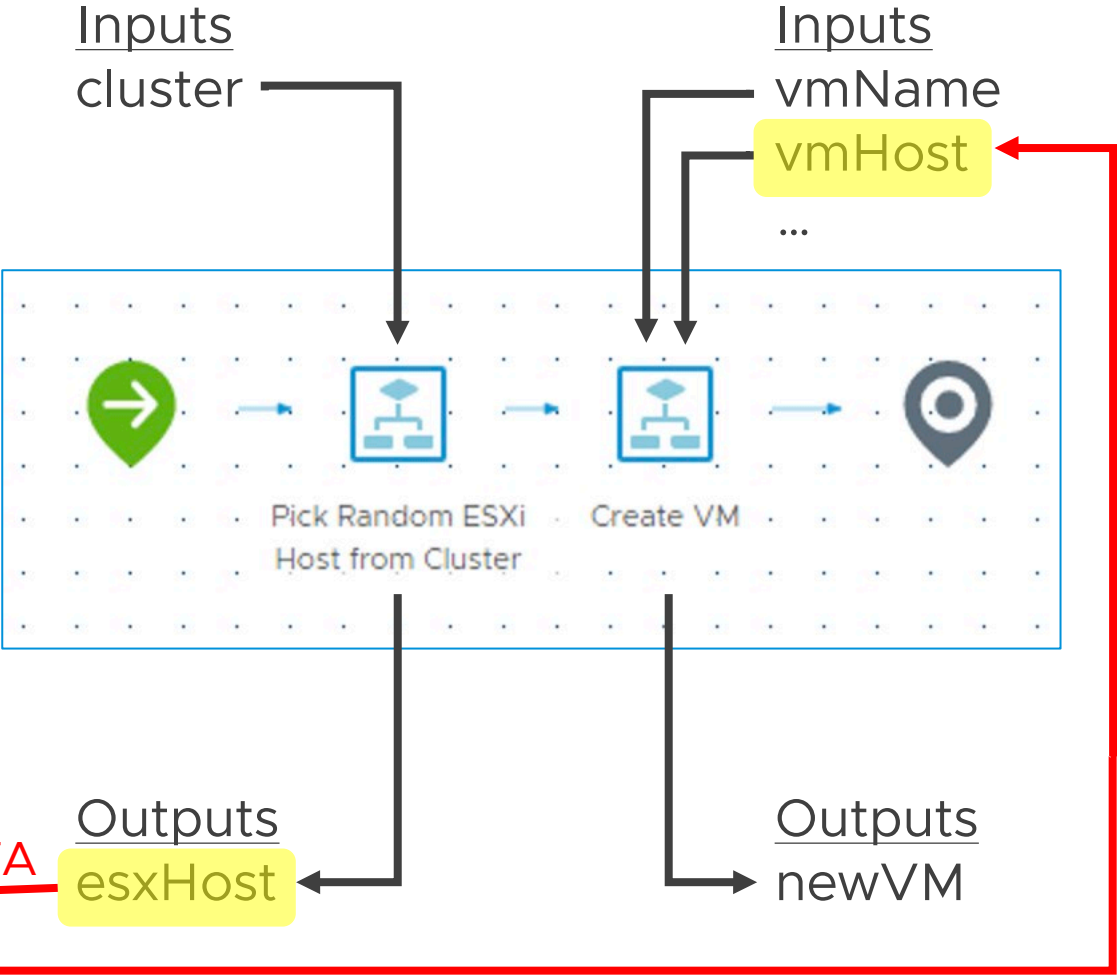 Inputs
cluster
Inputs
vmName
vmHost
...
Pick Random ESXi
Host from Cluster
Create VM
Outputs
esxHost
Outputs
newVM